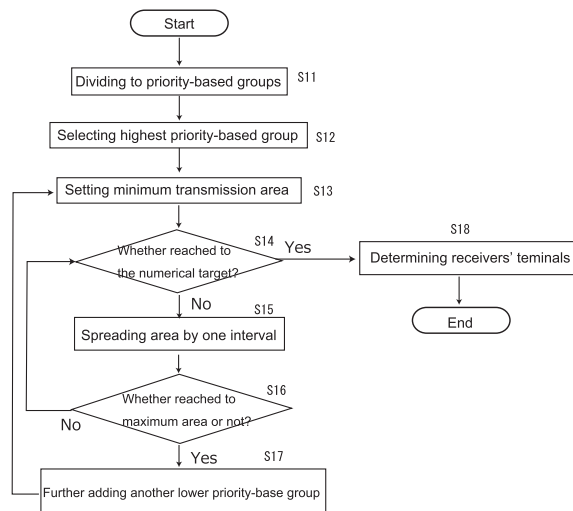 Start
Dividing to priority-based groups
S11
Selecting highest priority-based group
S12
Setting minimum transmission area
S13
S14
Whether reached to
the numerical target?
Yes
S18
Determining receivers' teminals
End
No
S15
Spreading area by one interval
S16
Whether reached to
maximum area or not?
No
Yes
S17
Further adding another lower priority-base group